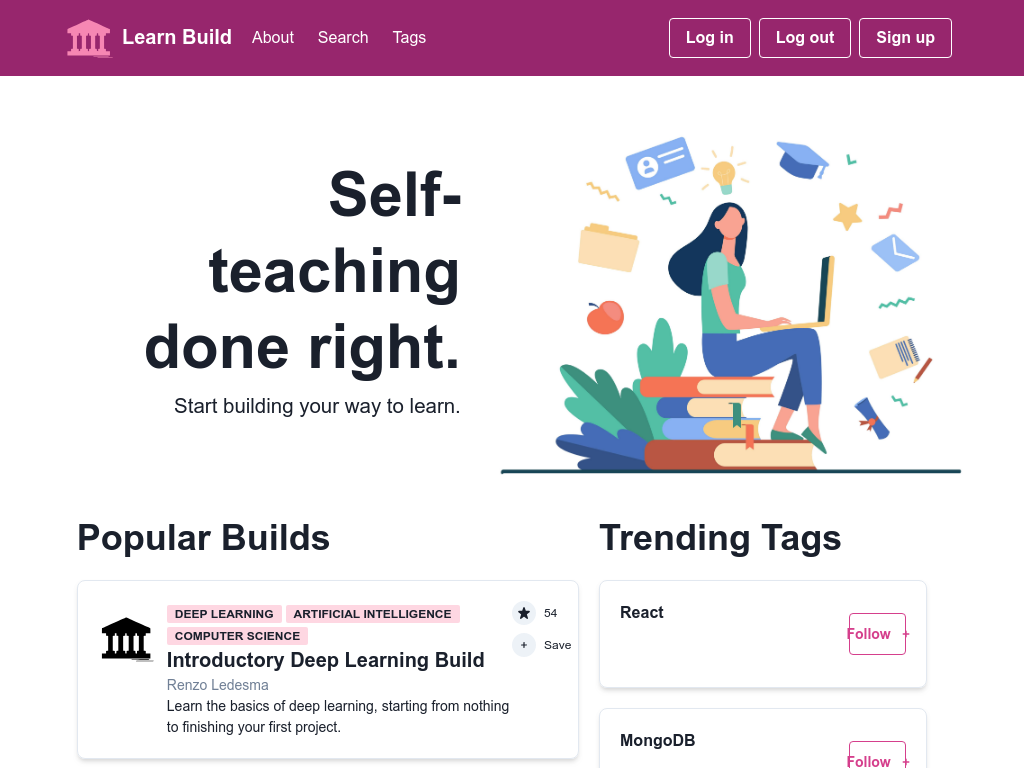 Learn Build About Search Tags Log in Log out Sign up
Self-
teaching
done right.
Start building your way to learn.
Popular Builds
DEEP LEARNING ARTIFICIAL INTELLIGENCE
COMPUTER SCIENCE
Introductory Deep Learning Build
Renzo Ledesma
Learn the basics of deep learning, starting from nothing
to finishing your first project.
54
+ Save
Trending Tags
React
Follow +
MongoDB
Follow +